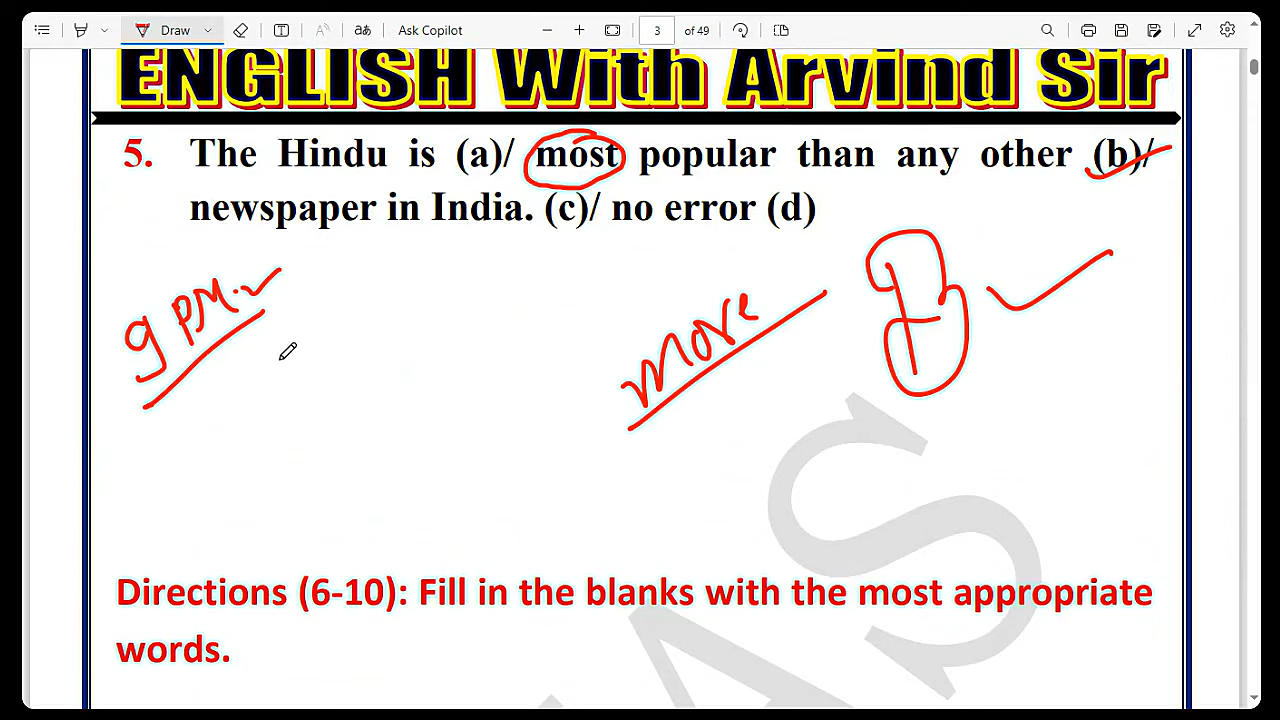 Draw
Ask Copilot
3 of 49
ENGLISH With Arvind Sir
5. The Hindu is (a)/ most popular than any other (b)/
newspaper in India. (c)/ no error (d)
9 PM.
More
B
Directions (6-10): Fill in the blanks with the most appropriate
words.
AS